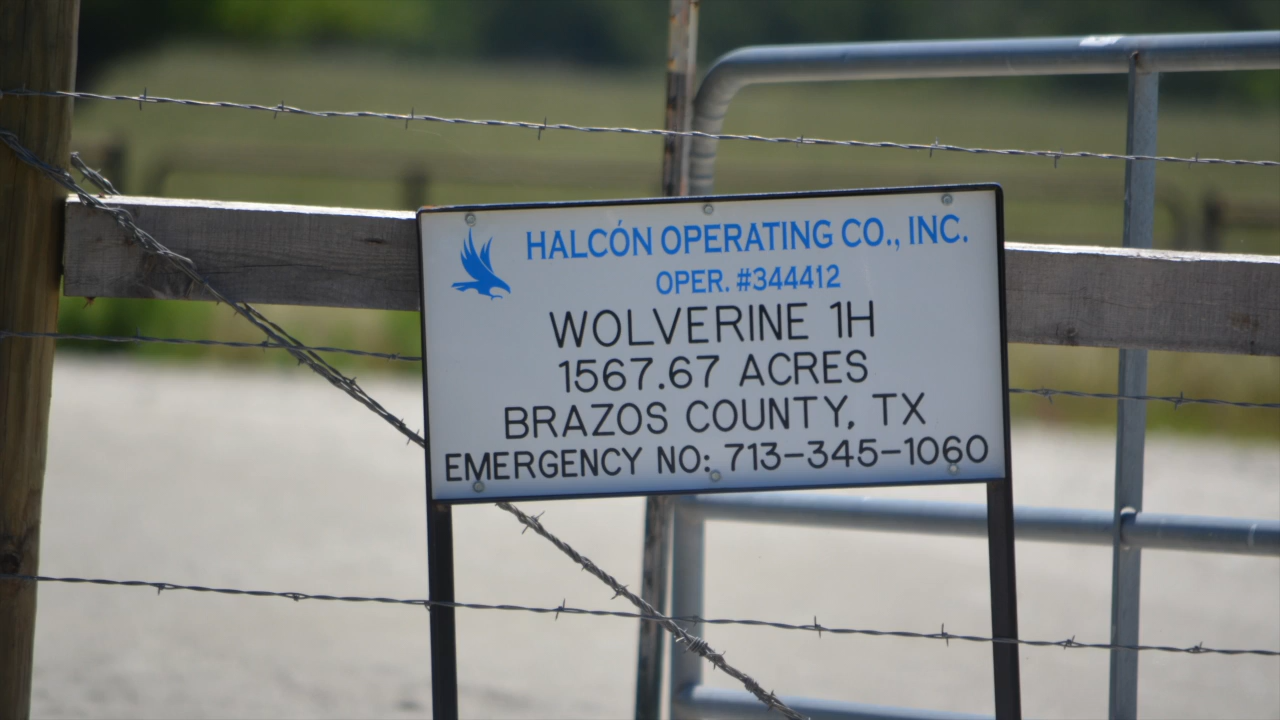 HALCÓN OPERATING CO., INC.
OPER. #344412
WOLVERINE 1H
1567.67 ACRES
BRAZOS COUNTY, TX
EMERGENCY NO: 713-345-1060